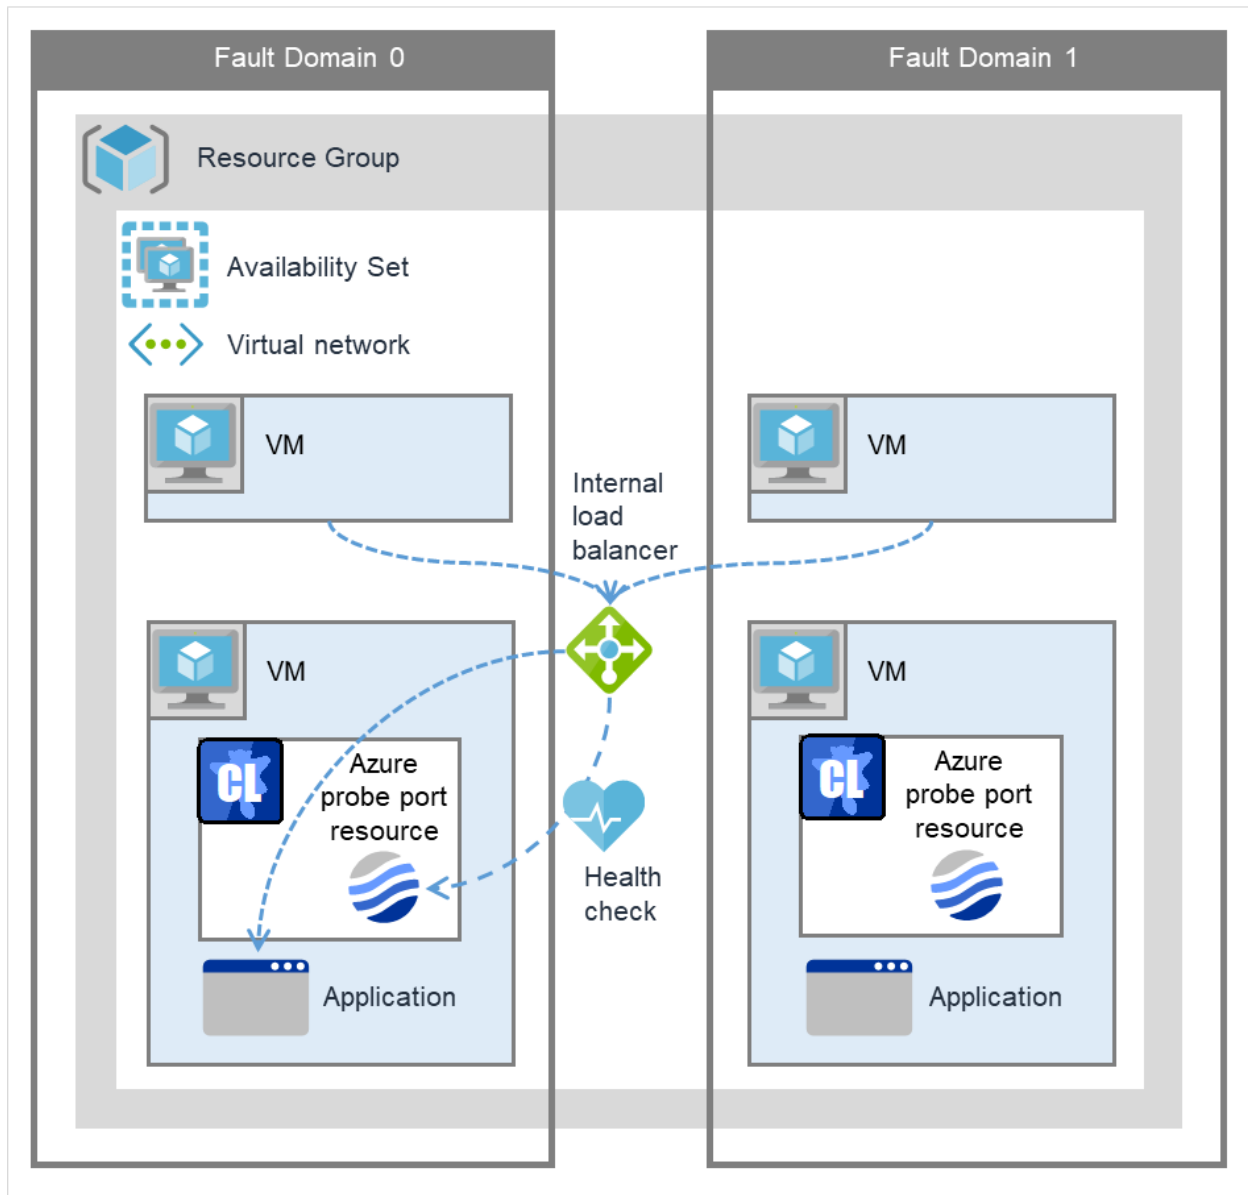 Fault Domain 0
Fault Domain 1
Resource Group
Availability Set
Virtual network
VM
VM
Internal
load
balancer
VM
VM
CL
Azure
probe port
resource
CL
Azure
probe port
resource
Health
check
Application
Application